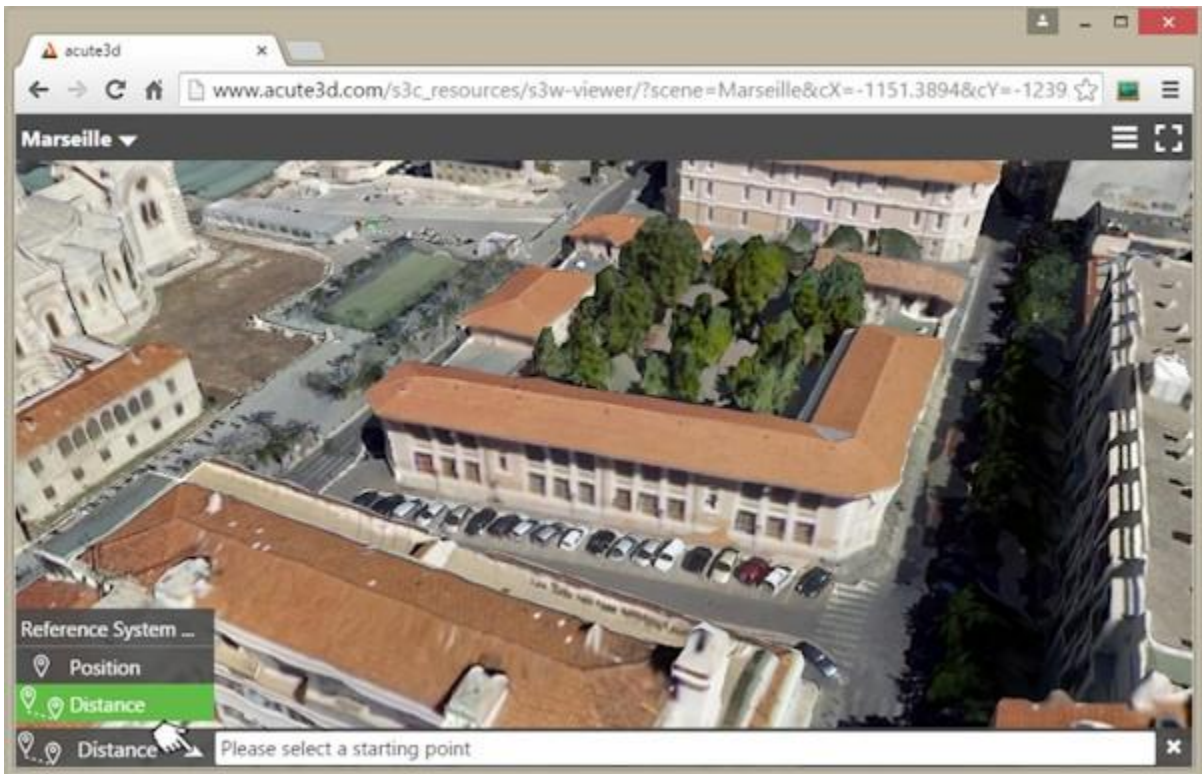 acute3d
www.acute3d.com/s3c_resources/s3w-viewer/?scene=Marseille&cX=-1151.3894&cY=-1239
Marseille
Reference System ...
Position
Distance
Distance
Please select a starting point